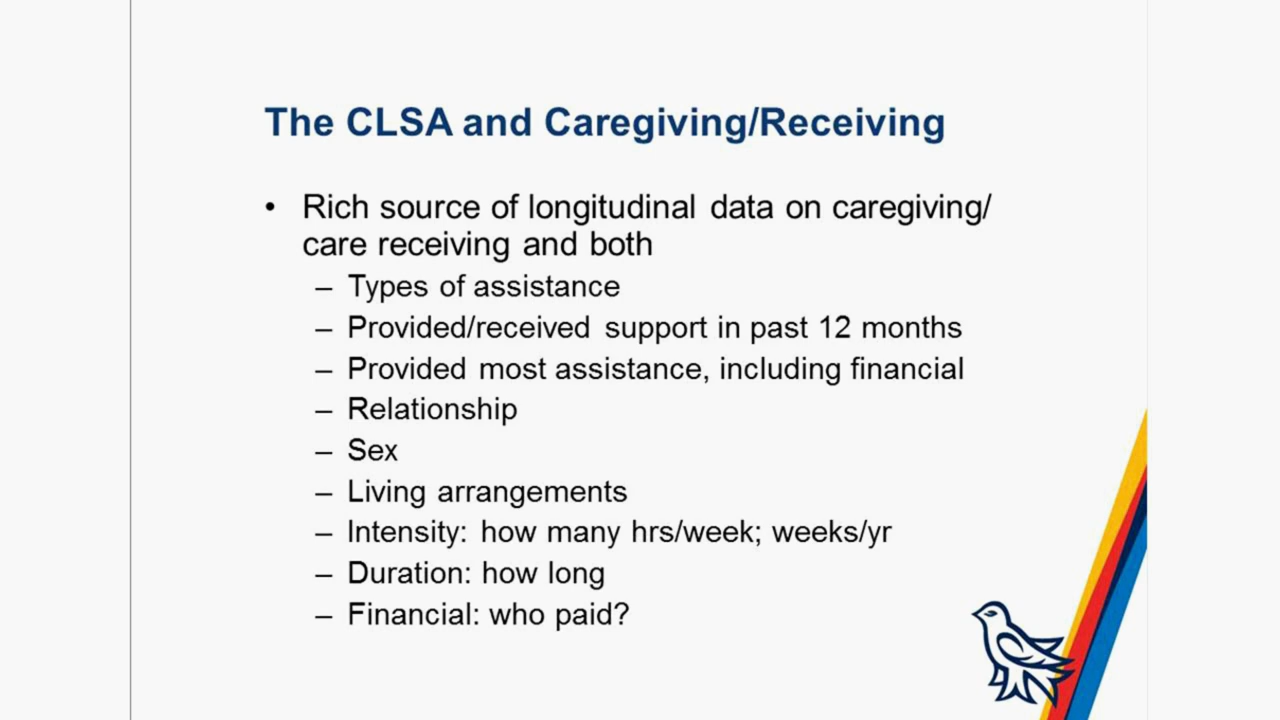 The CLSA and Caregiving/Receiving
• Rich source of longitudinal data on caregiving/
care receiving and both
– Types of assistance
– Provided/received support in past 12 months
– Provided most assistance, including financial
– Relationship
– Sex
– Living arrangements
– Intensity: how many hrs/week; weeks/yr
– Duration: how long
– Financial: who paid?